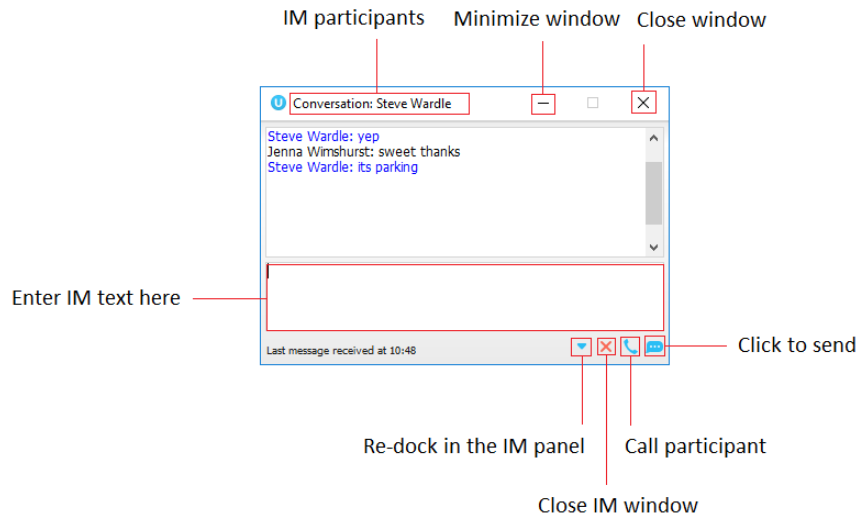 IM participants Minimize window Close window
U Conversation: Steve Wardle
Steve Wardle: yep
Jenna Wimshurst: sweet thanks
Steve Wardle: its parking
Enter IM text here
Last message received at 10:48
Click to send
Re-dock in the IM panel Call participant
Close IM window